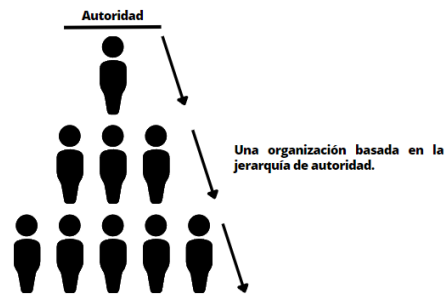 Autoridad
Una organización basada en la
jerarquía de autoridad.